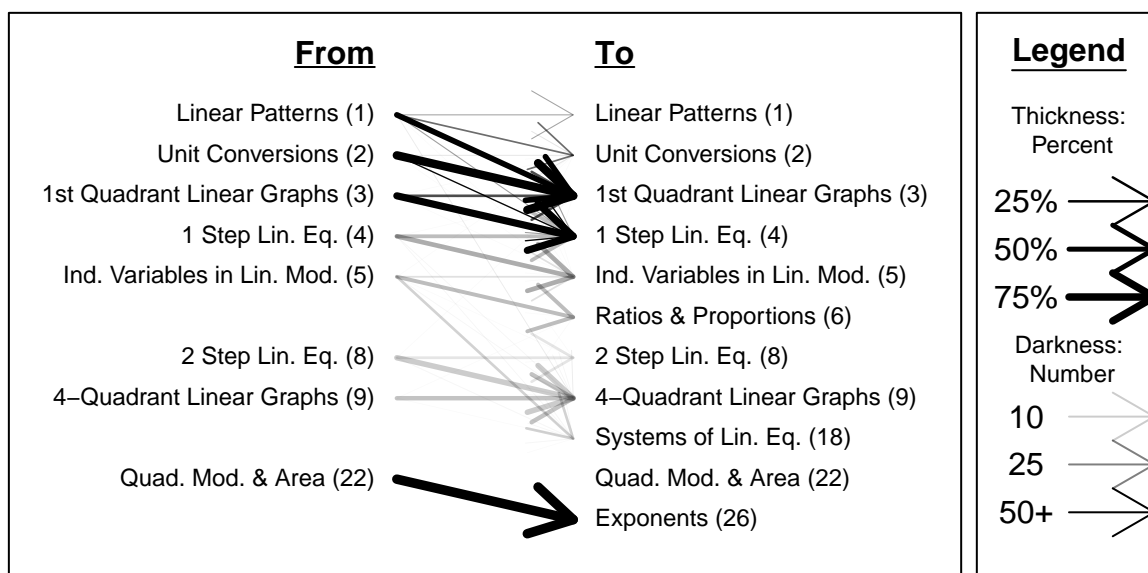 From
To
Linear Patterns (1)
Unit Conversions (2)
1st Quadrant Linear Graphs (3)
1 Step Lin. Eq. (4)
Ind. Variables in Lin. Mod. (5)
2 Step Lin. Eq. (8)
4−Quadrant Linear Graphs (9)
Quad. Mod. & Area (22)
Linear Patterns (1)
Unit Conversions (2)
1st Quadrant Linear Graphs (3)
1 Step Lin. Eq. (4)
Ind. Variables in Lin. Mod. (5)
Ratios & Proportions (6)
2 Step Lin. Eq. (8)
4−Quadrant Linear Graphs (9)
Systems of Lin. Eq. (18)
Quad. Mod. & Area (22)
Exponents (26)
Legend
Thickness:
Percent
25%
50%
75%
Darkness:
Number
10
25
50+